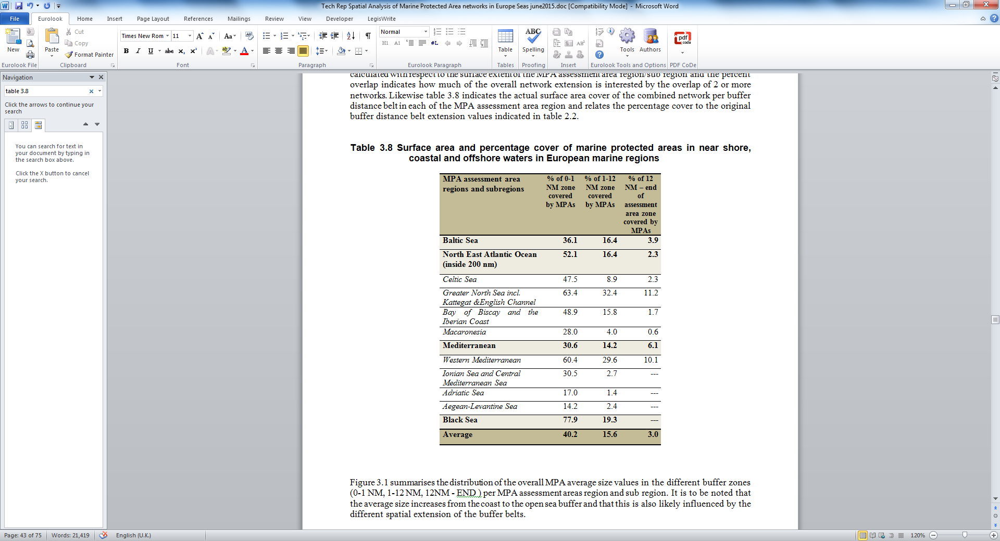 Tech Rep Spatial Analysis of Marine Protected Area networks in Europe Seas june2015.doc [Compatibility Mode] - Microsoft Word
File Eurolook Home Insert Page Layout References Mailings Review View Developer LegisWrite
New
Paste
Cut
Copy
Format Painter
Times New Rom 11
Normal
Table
Spelling
Tools
Authors
Eurolook File Clipboard Font Paragraph Eurolook Paragraph Tables Proofing Insert Eurolook Tools and Options PDF CoDe
Navigation
table 3.8
Click the arrows to continue your
search
You can search for text in
your document by typing in
the search box above.
Click the X button to cancel
your search.
calculated with respect to the surface extent of the MPA assessment area region/sub region and the percent
overlap indicates how much of the overall network extension is interested by the overlap of 2 or more
networks. Likewise table 3.8 indicates the actual surface area cover of the combined network per buffer
distance belt in each of the MPA assessment area region and relates the percentage cover to the original
buffer distance belt extension values indicated in table 2.2.
Table 3.8 Surface area and percentage cover of marine protected areas in near shore,
coastal and offshore waters in European marine regions
MPA assessment area
regions and subregions
% of 0-1
NM zone
covered
by MPAs
% of 1-12
NM zone
covered
by MPAs
% of 12
NM – end
of
assessment
area zone
covered by
MPAs
Baltic Sea 36.1 16.4 3.9
North East Atlantic Ocean 52.1 16.4 2.3
(inside 200 nm)
Celtic Sea 47.5 8.9 2.3
Greater North Sea incl. 63.4 32.4 11.2
Kattegat &English Channel
Bay of Biscay and the 48.9 15.8 1.7
Iberian Coast
Macaronesia 28.0 4.0 0.6
Mediterranean 30.6 14.2 6.1
Western Mediterranean 60.4 29.6 10.1
Ionian Sea and Central 30.5 2.7 ---
Mediterranean Sea
Adriatic Sea 17.0 1.4 ---
Aegean-Levantine Sea 14.2 2.4 ---
Black Sea 77.9 19.3 ---
Average 40.2 15.6 3.0
Figure 3.1 summarises the distribution of the overall MPA average size values in the different buffer zones
(0-1 NM, 1-12 NM, 12NM - END ) per MPA assessment areas region and sub region. It is to be noted that
the average size increases from the coast to the open sea buffer and that this is also likely influenced by the
different spatial extension of the buffer belts.
Page: 43 of 75 Words: 21,419 English (U.K.) 120%